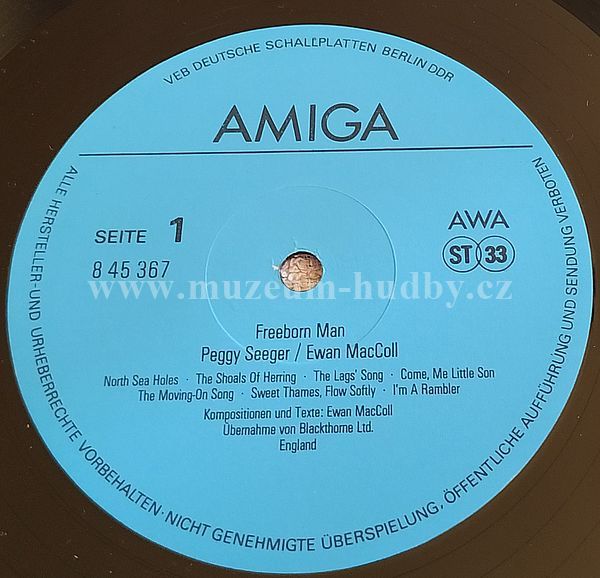 VEB DEUTSCHE SCHALLPLATTEN BERLIN DDR
AMIGA
SEITE 1
AWA
8 45 367
ST 33
www.muzeum-hudby.cz
Freeborn Man
Peggy Seeger / Ewan MacColl
North Sea Holes · The Shoals Of Herring · The Lags' Song · Come, Me Little Son
The Moving-On Song · Sweet Thames, Flow Softly · I'm A Rambler
Kompositionen und Texte: Ewan MacColl
Übernahme von Blackthorne Ltd.
England
ALLE HERSTELLER- UND URHEBERRECHTE VORBEHALTEN · NICHT GENEHMIGTE ÜBERSPIELUNG, ÖFFENTLICHE AUFFÜHRUNG UND SENDUNG VERBOTEN